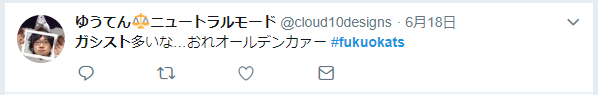 ゆうてん⚖ニュートラルモード @cloud10designs · 6月18日
ガシスト多いな…おれオールデンカァー #fukuokats